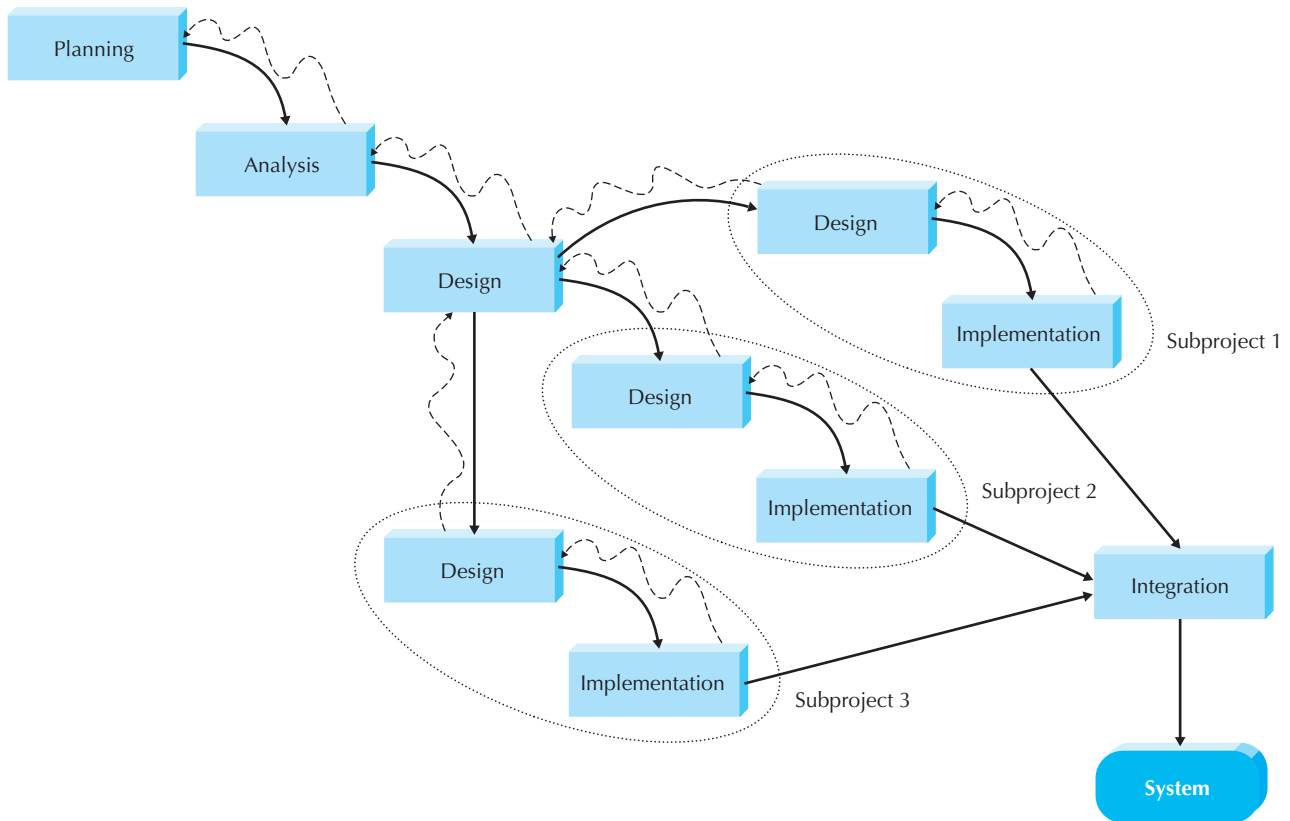 Planning
Analysis
Design
Design
Implementation
Subproject 1
Design
Implementation
Subproject 2
Design
Implementation
Subproject 3
Integration
System